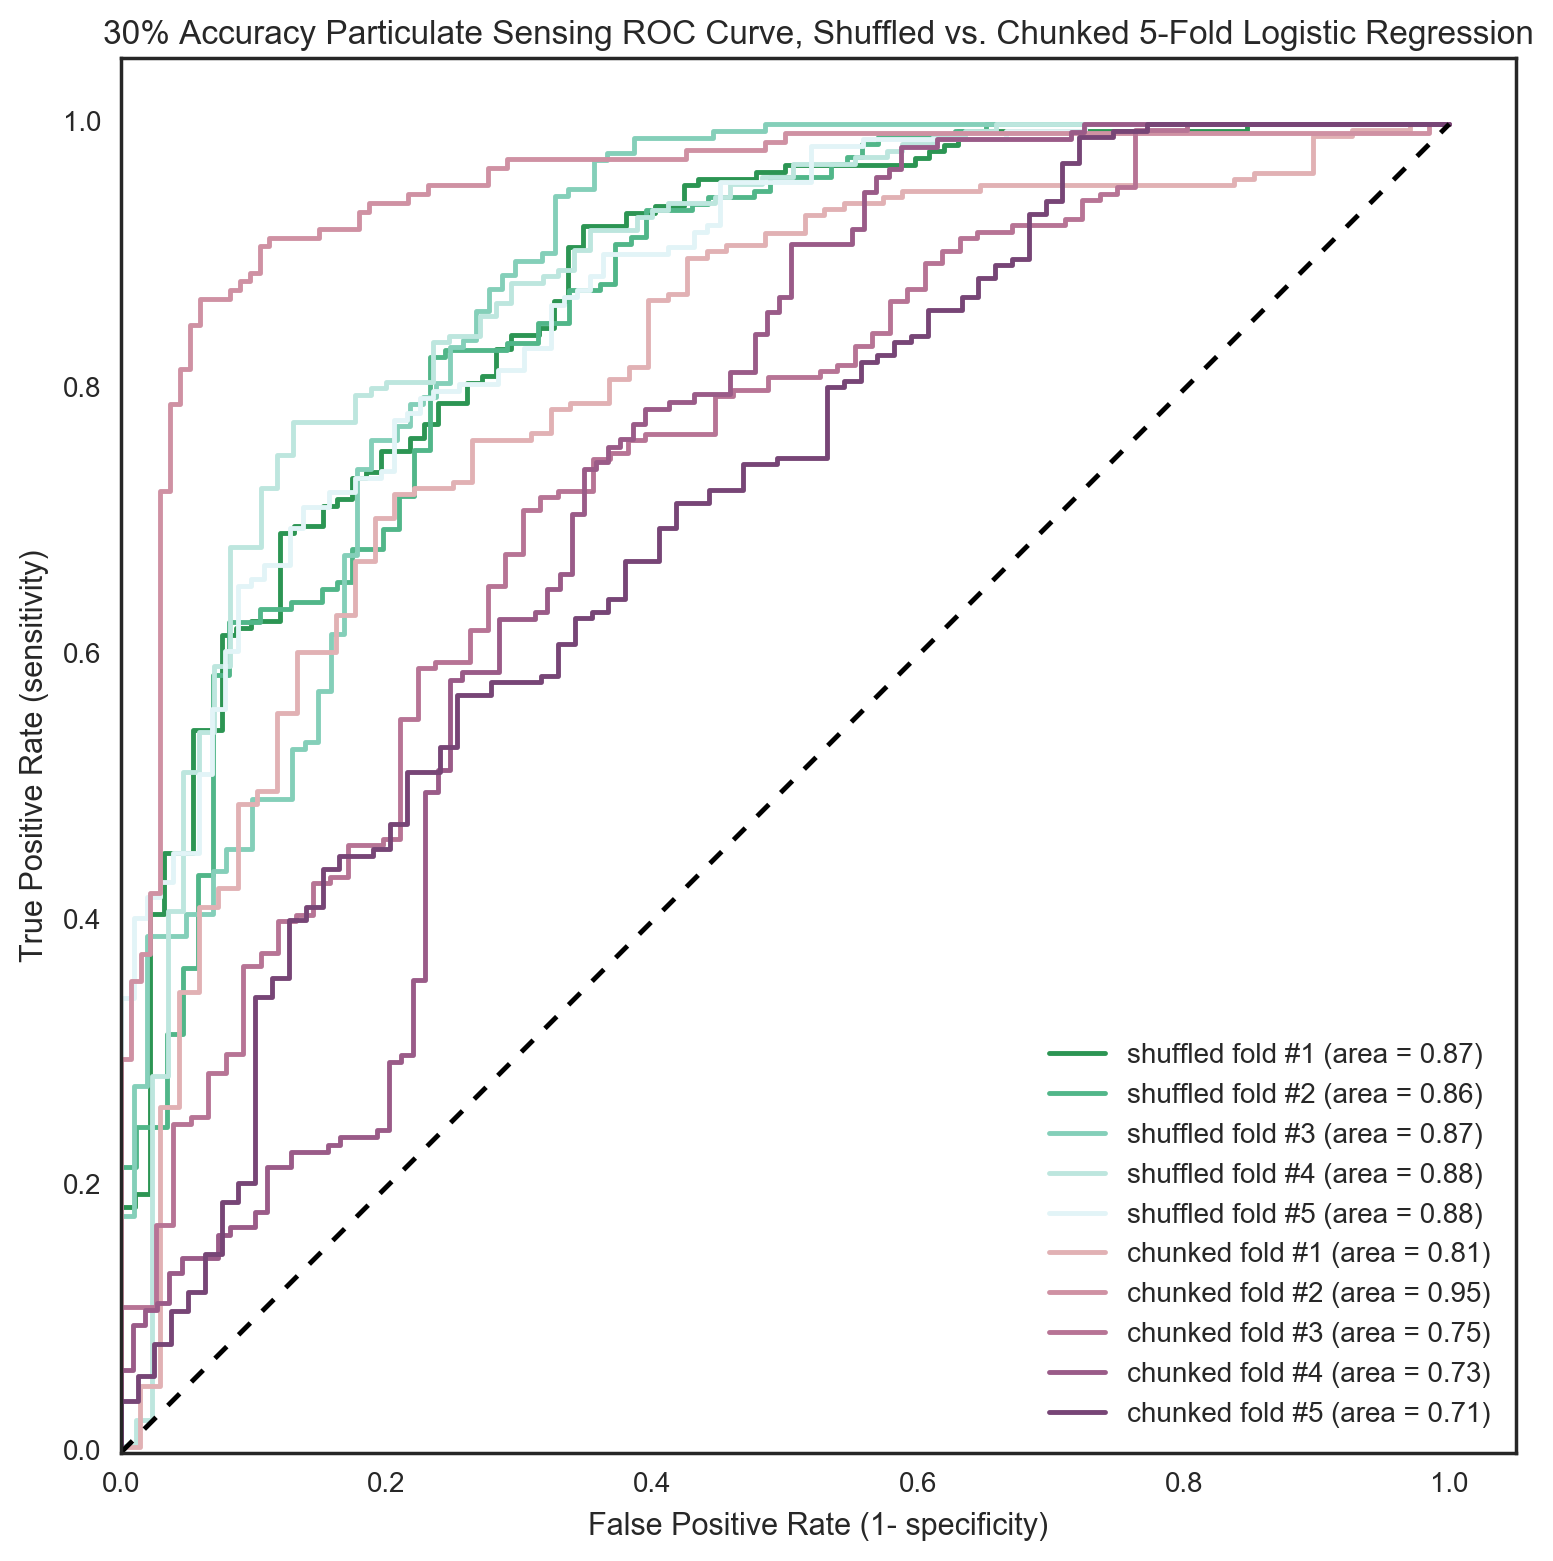 30% Accuracy Particulate Sensing ROC Curve, Shuffled vs. Chunked 5-Fold Logistic Regression
True Positive Rate (sensitivity)
1.0
0.8
0.6
0.4
0.2
0.0
shuffled fold #1 (area = 0.87)
shuffled fold #2 (area = 0.86)
shuffled fold #3 (area = 0.87)
shuffled fold #4 (area = 0.88)
shuffled fold #5 (area = 0.88)
chunked fold #1 (area = 0.81)
chunked fold #2 (area = 0.95)
chunked fold #3 (area = 0.75)
chunked fold #4 (area = 0.73)
chunked fold #5 (area = 0.71)
0.0 0.2 0.4 0.6 0.8 1.0
False Positive Rate (1- specificity)